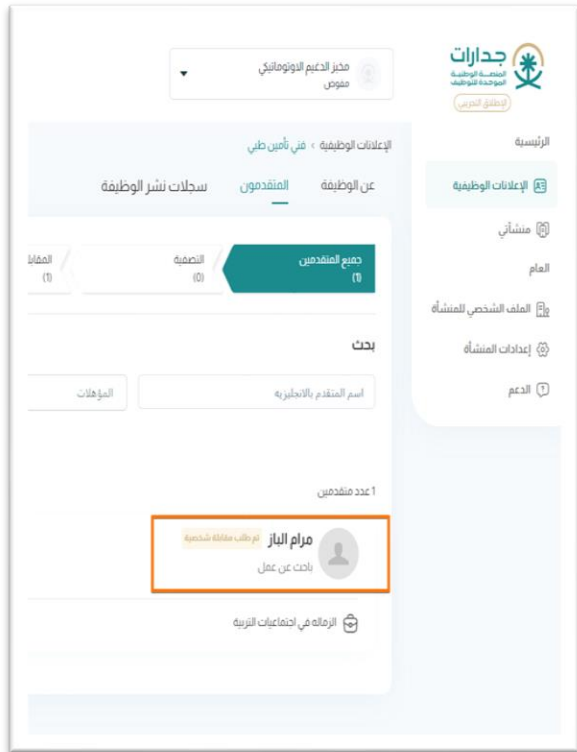 جدارات
المنصة الوطنية
الموحدة للتوظيف
(الإطلاق التجريبي)
مخبز الدغيم الاوتوماتيكي
مفوض
الرئيسية
الإعلانات الوظيفية
منشآتي
العام
الملف الشخصي للمنشأة
إعدادات المنشأة
الدعم
الإعلانات الوظيفية › فني تأمين طبي
عن الوظيفة المتقدمون سجلات نشر الوظيفة
جميع المتقدمين
(1)
التصفية
(0)
(1)
بحث
اسم المتقدم بالانجليزيه
المؤهلات
1 عدد متقدمين
مرام الباز تم طلب مقابلة شخصية
باحث عن عمل
الزماله في اجتماعيات التربية